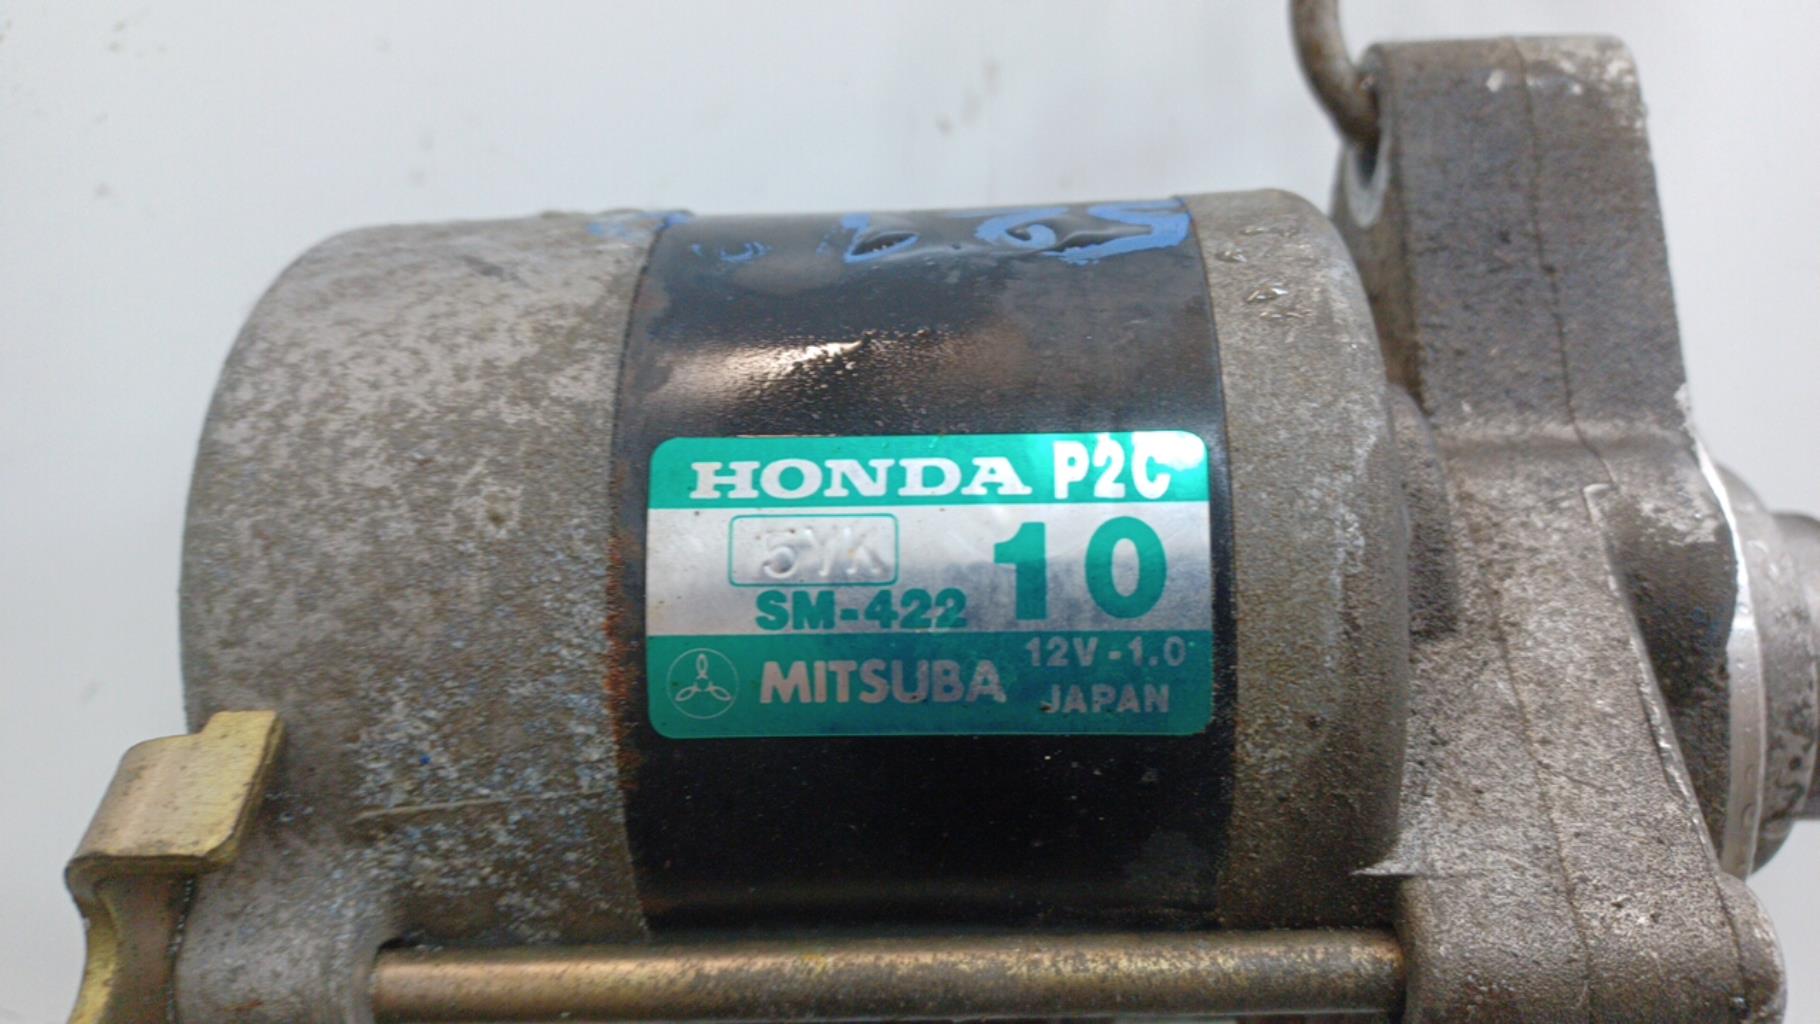 HONDA P2C
5YK
10
SM-422
12V-1.0
MITSUBA
JAPAN